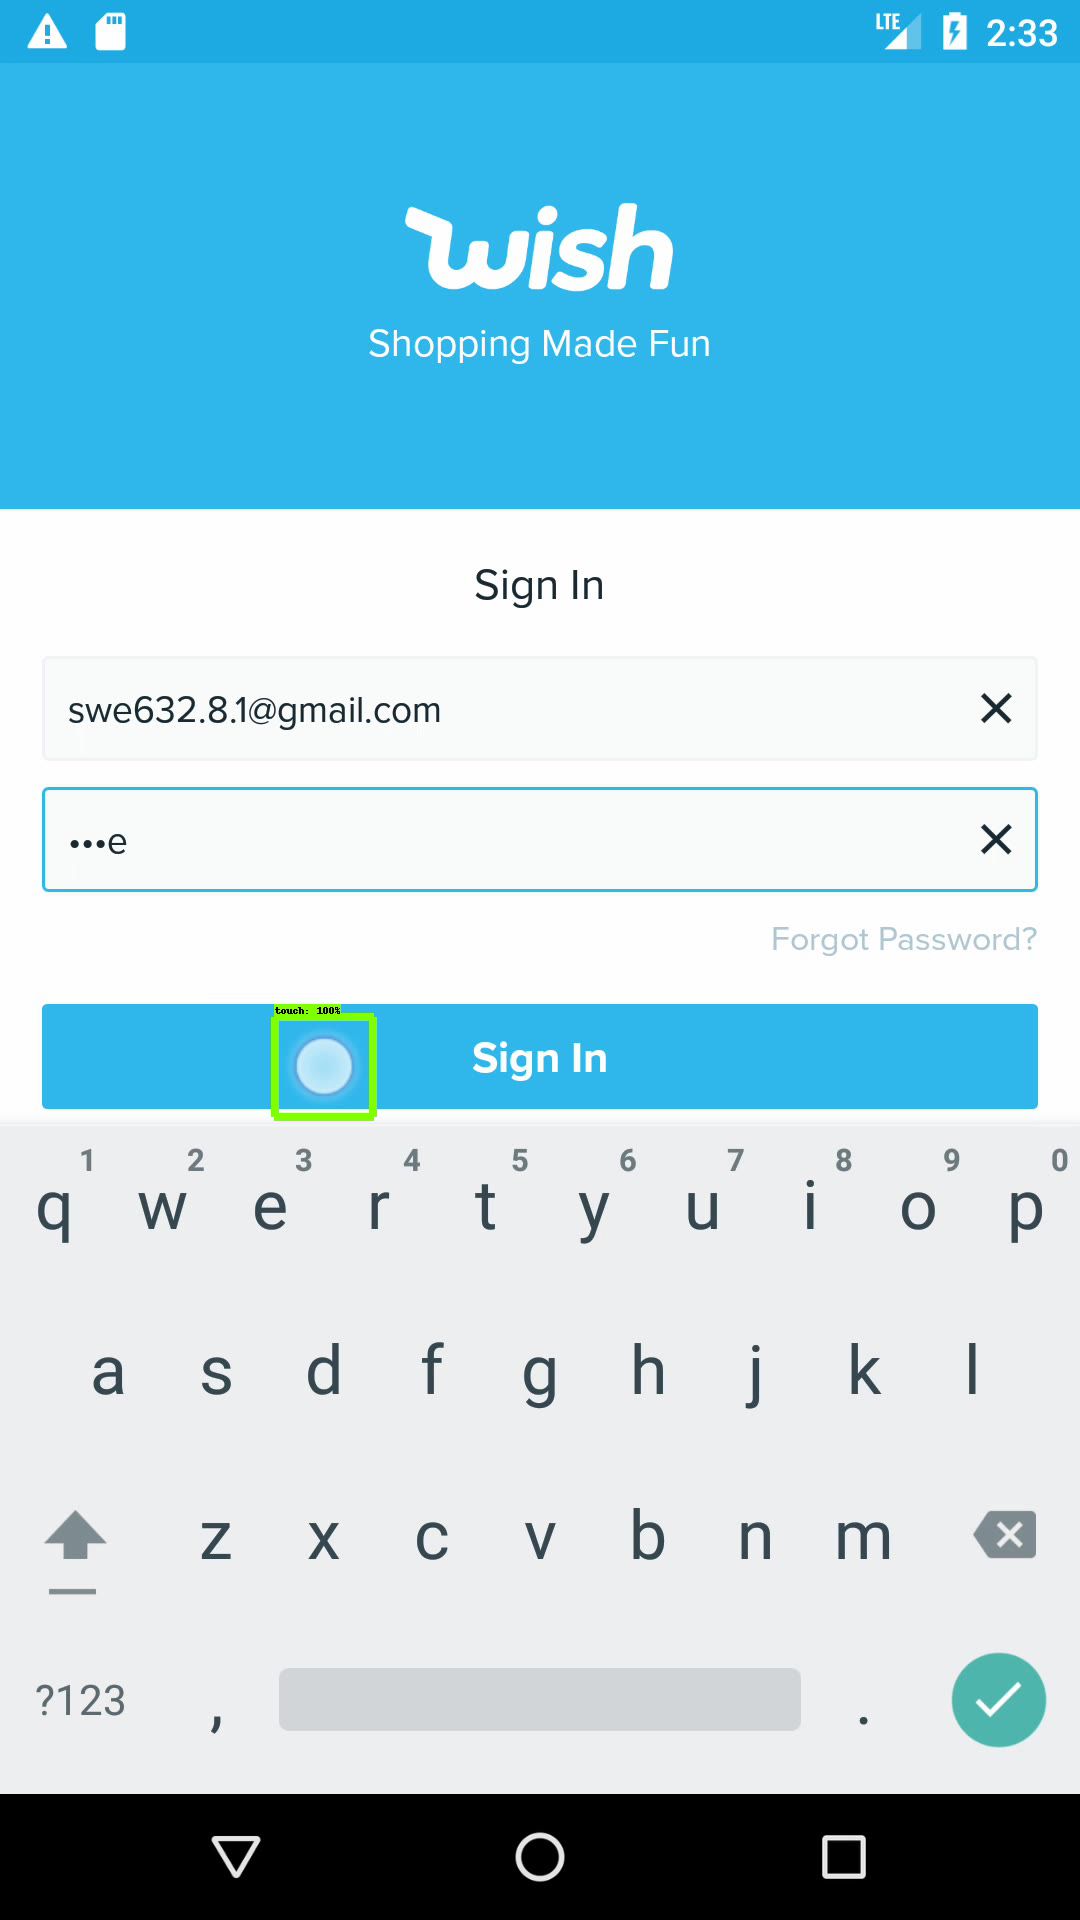 LTE 2:33
wish
Shopping Made Fun
Sign In
swe632.8.1@gmail.com
•••e
Forgot Password?
touch: 100%
Sign In
1 2 3 4 5 6 7 8 9 0
q w e r t y u i o p
a s d f g h j k l
z x c v b n m
?123 , .